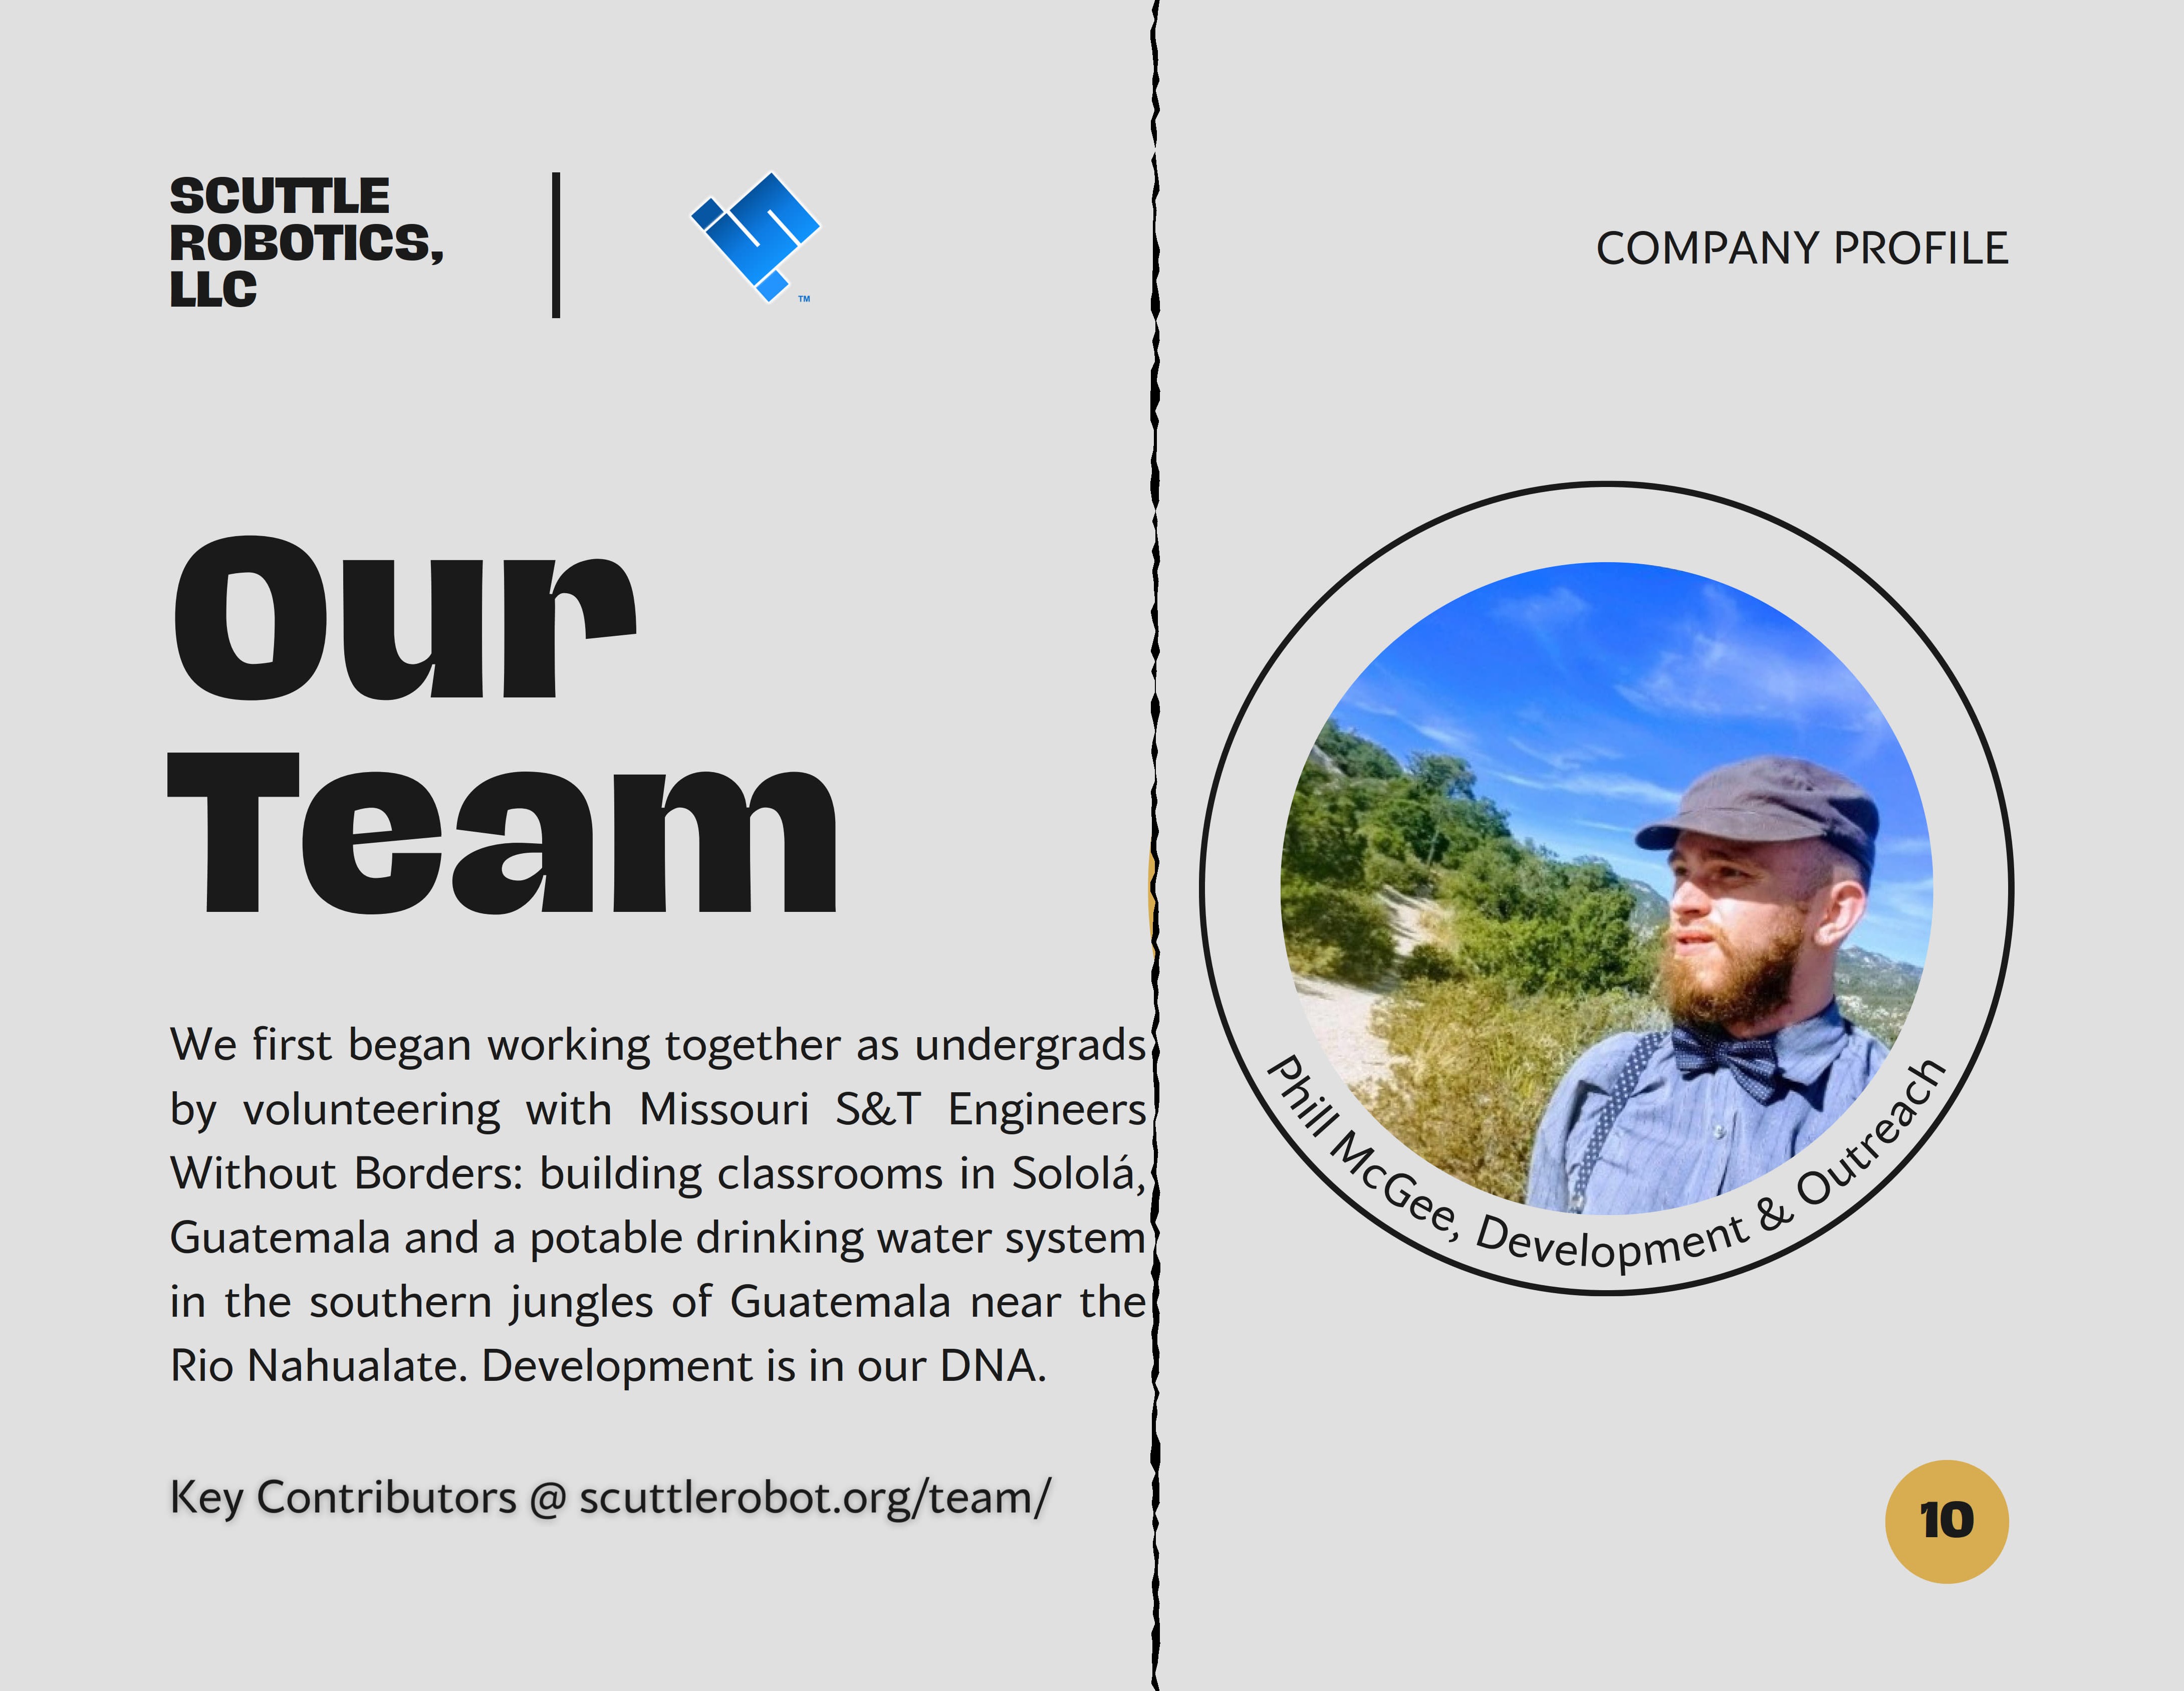 SCUTTLE
ROBOTICS,
LLC
TM
COMPANY PROFILE
Our
Team
We first began working together as undergrads
by volunteering with Missouri S&T Engineers
Without Borders: building classrooms in Sololá,
Guatemala and a potable drinking water system
in the southern jungles of Guatemala near the
Rio Nahualate. Development is in our DNA.
Key Contributors @ scuttlerobot.org/team/
Phill McGee, Development & Outreach
10